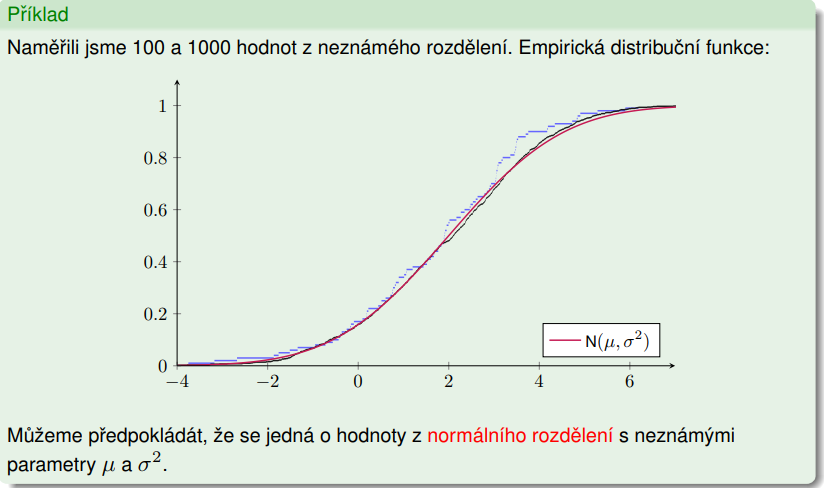 Příklad
Naměřili jsme 100 a 1000 hodnot z neznámého rozdělení. Empirická distribuční funkce:
1
0.8
0.6
0.4
0.2
0
−4 −2 0 2 4 6
N(μ, σ²)
Můžeme předpokládát, že se jedná o hodnoty z normálního rozdělení s neznámými
parametry μ a σ².